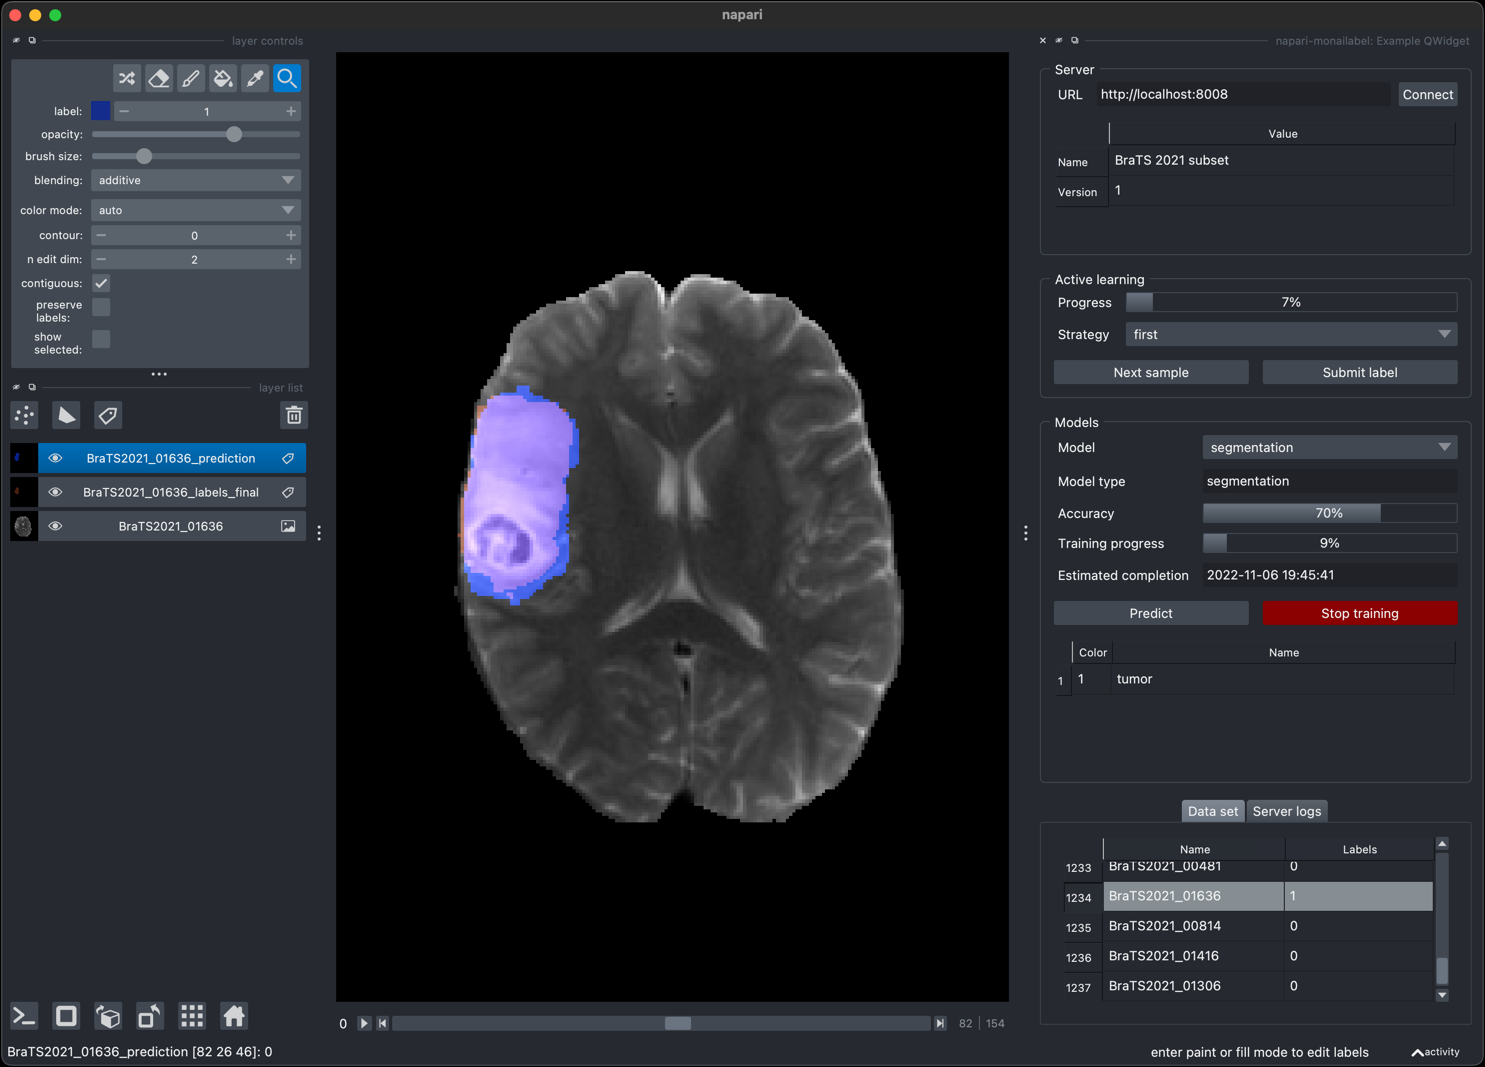 napari
layer controls
label: 1
opacity:
brush size:
blending: additive
color mode: auto
contour: 0
n edit dim: 2
contiguous:
preserve
labels:
show
selected:
layer list
BraTS2021_01636_prediction
BraTS2021_01636_labels_final
BraTS2021_01636
0
82 | 154
napari-monailabel: Example QWidget
Server
URL http://localhost:8008 Connect
Value
Name BraTS 2021 subset
Version 1
Active learning
Progress 7%
Strategy first
Next sample Submit label
Models
Model segmentation
Model type segmentation
Accuracy 70%
Training progress 9%
Estimated completion 2022-11-06 19:45:41
Predict Stop training
Color Name
1 1 tumor
Data set Server logs
Name Labels
1233 BraTS2021_00481 0
1234 BraTS2021_01636 1
1235 BraTS2021_00814 0
1236 BraTS2021_01416 0
1237 BraTS2021_01306 0
BraTS2021_01636_prediction [82 26 46]: 0
enter paint or fill mode to edit labels
activity